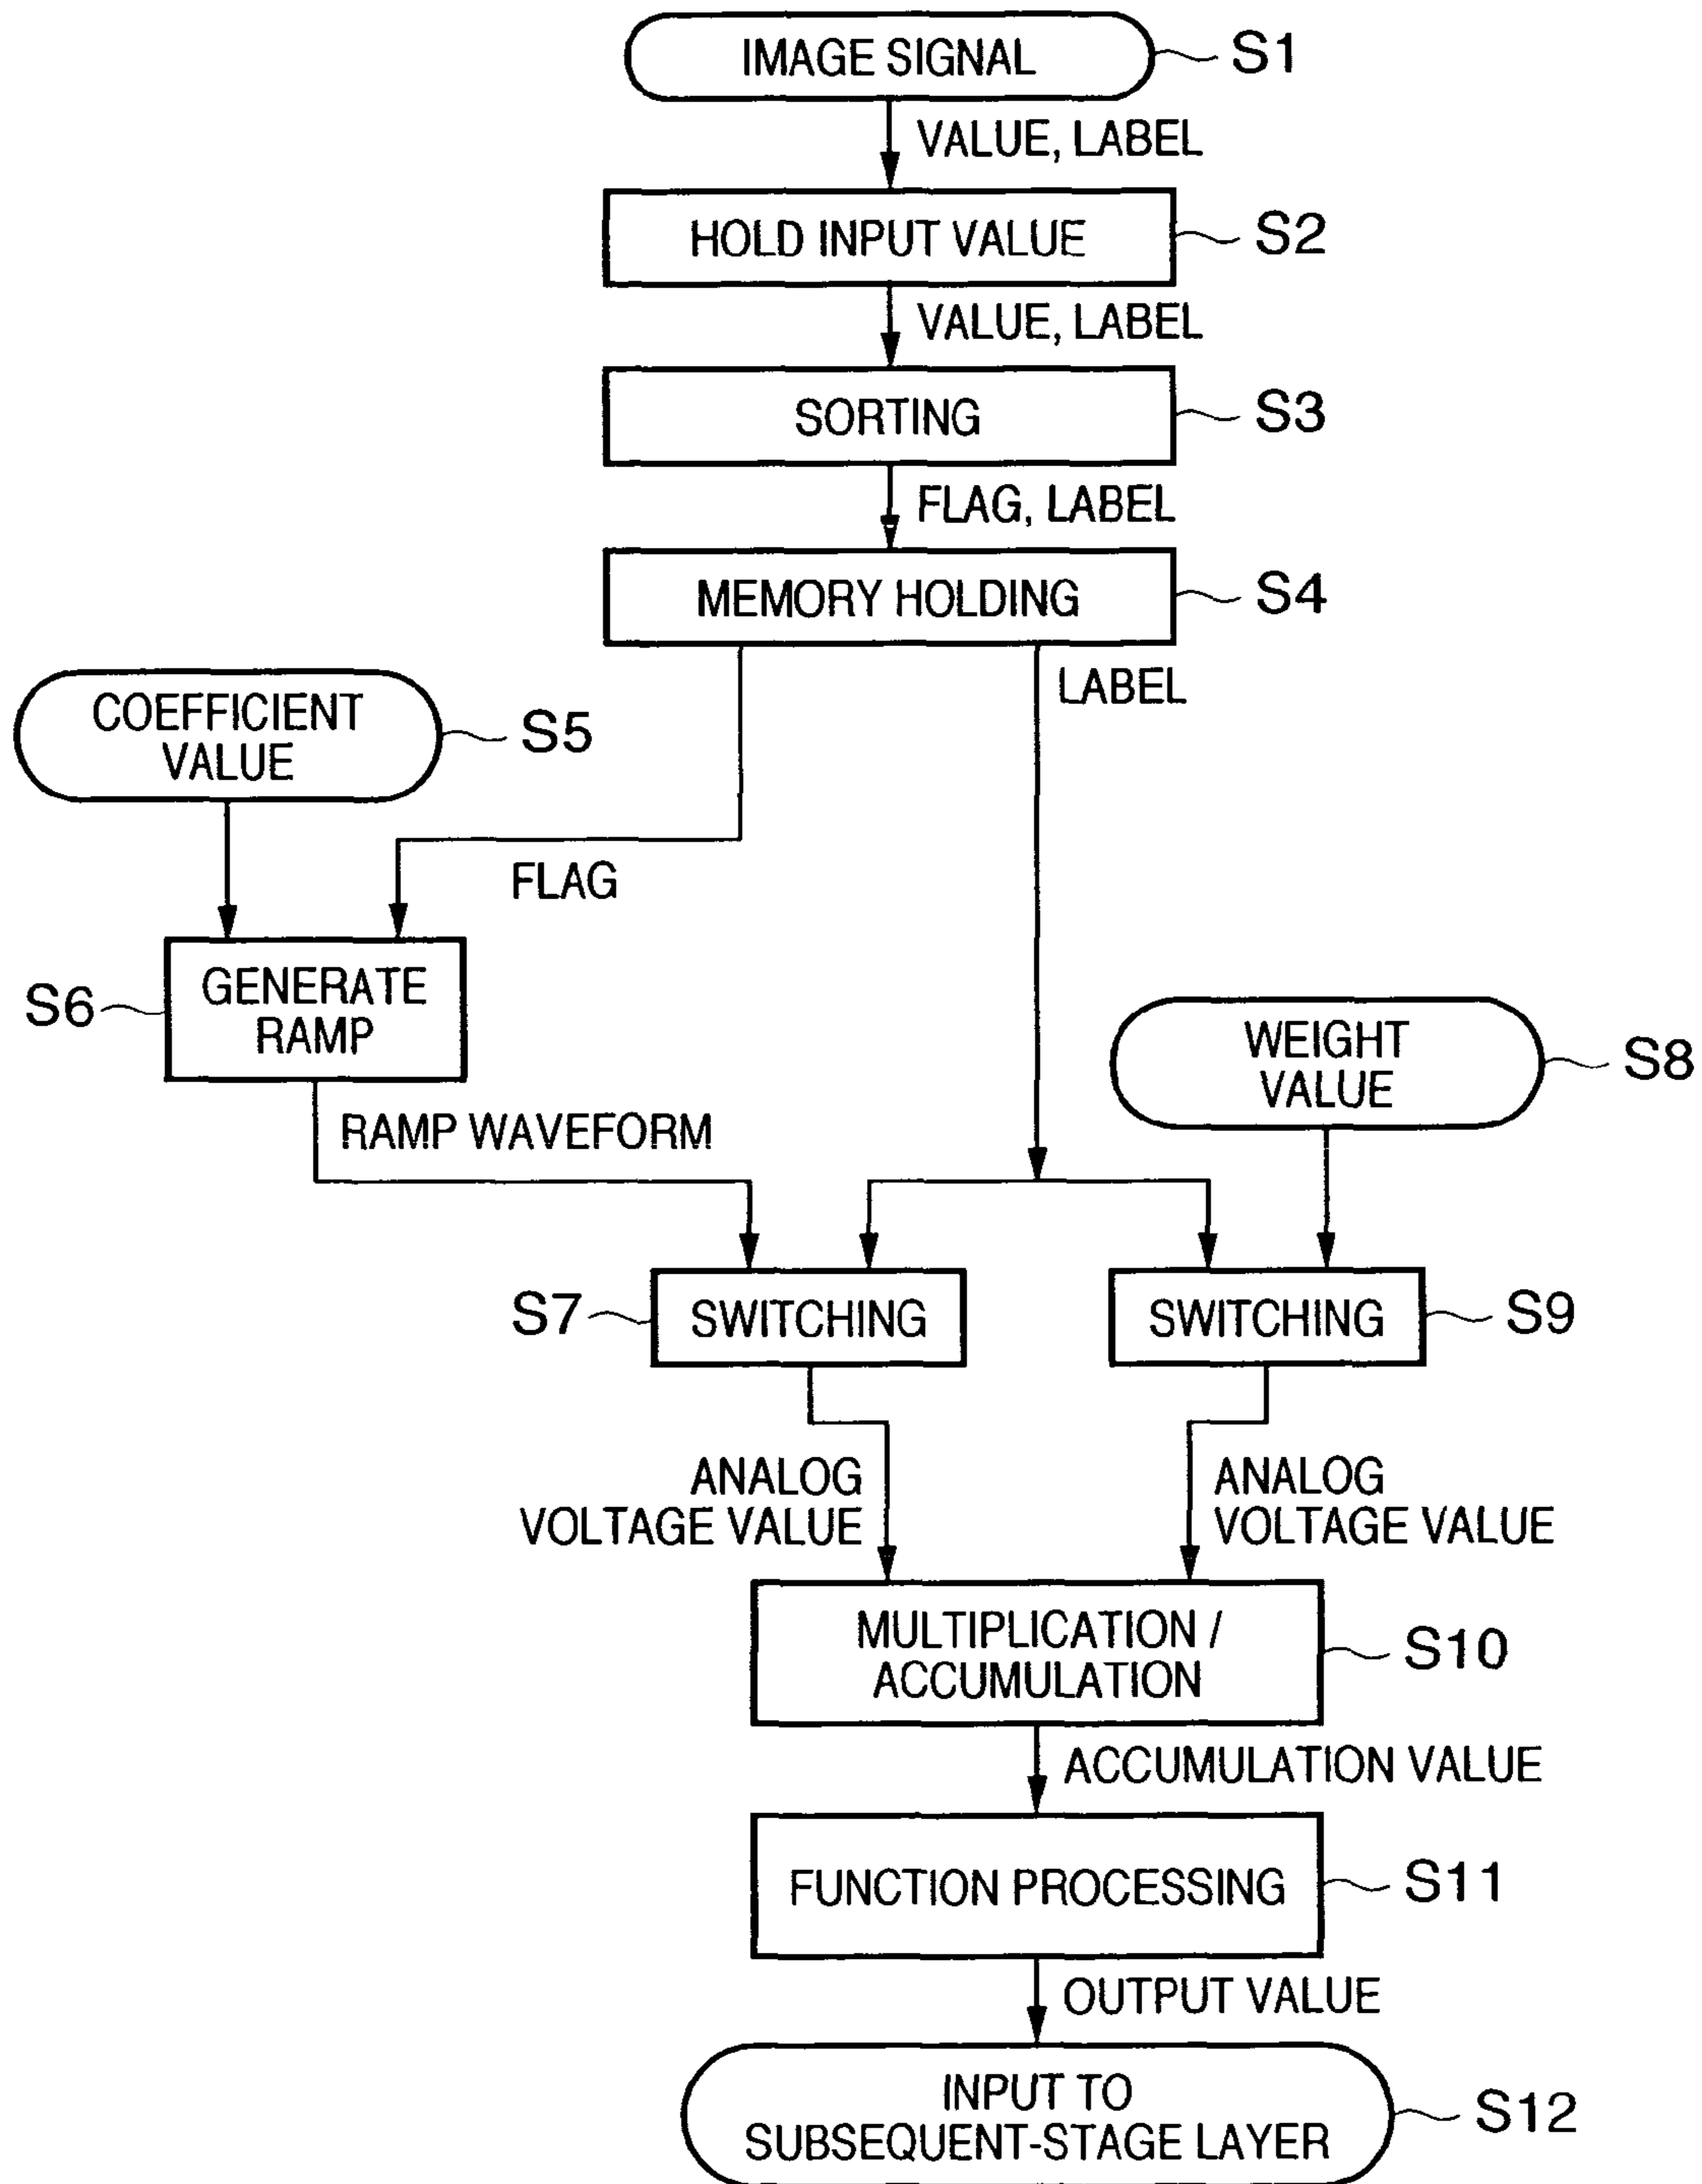 IMAGE SIGNAL
S1
VALUE, LABEL
HOLD INPUT VALUE
S2
VALUE, LABEL
SORTING
S3
FLAG, LABEL
MEMORY HOLDING
S4
LABEL
COEFFICIENT
VALUE
S5
FLAG
S6
GENERATE
RAMP
WEIGHT
VALUE
S8
RAMP WAVEFORM
S7
SWITCHING
SWITCHING
S9
ANALOG
VOLTAGE VALUE
ANALOG
VOLTAGE VALUE
MULTIPLICATION /
ACCUMULATION
S10
ACCUMULATION VALUE
FUNCTION PROCESSING
S11
OUTPUT VALUE
INPUT TO
SUBSEQUENT-STAGE LAYER
S12